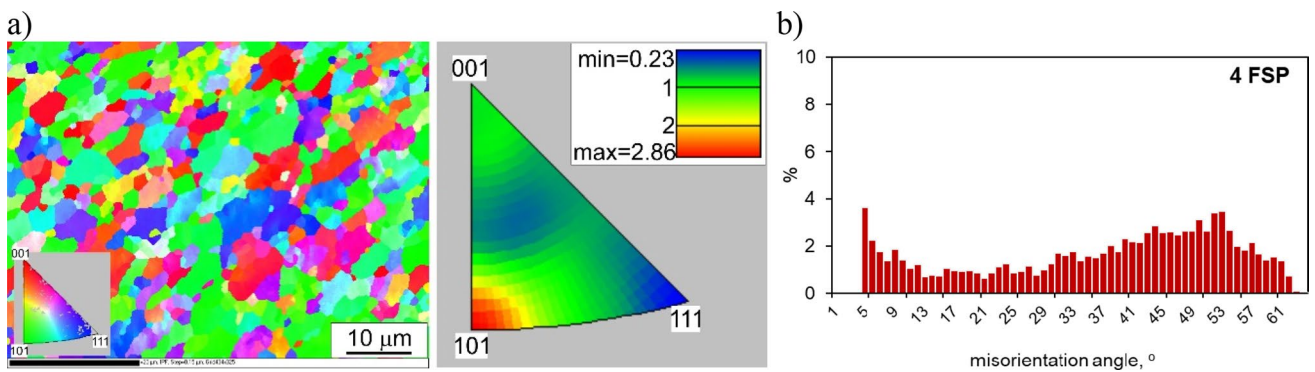 a)
001
101
111
10 μm
001
101
111
min=0.23
1
2
max=2.86
b)
4 FSP
%
10
8
6
4
2
0
1 5 9 13 17 21 25 29 33 37 41 45 49 53 57 61
misorientation angle, º